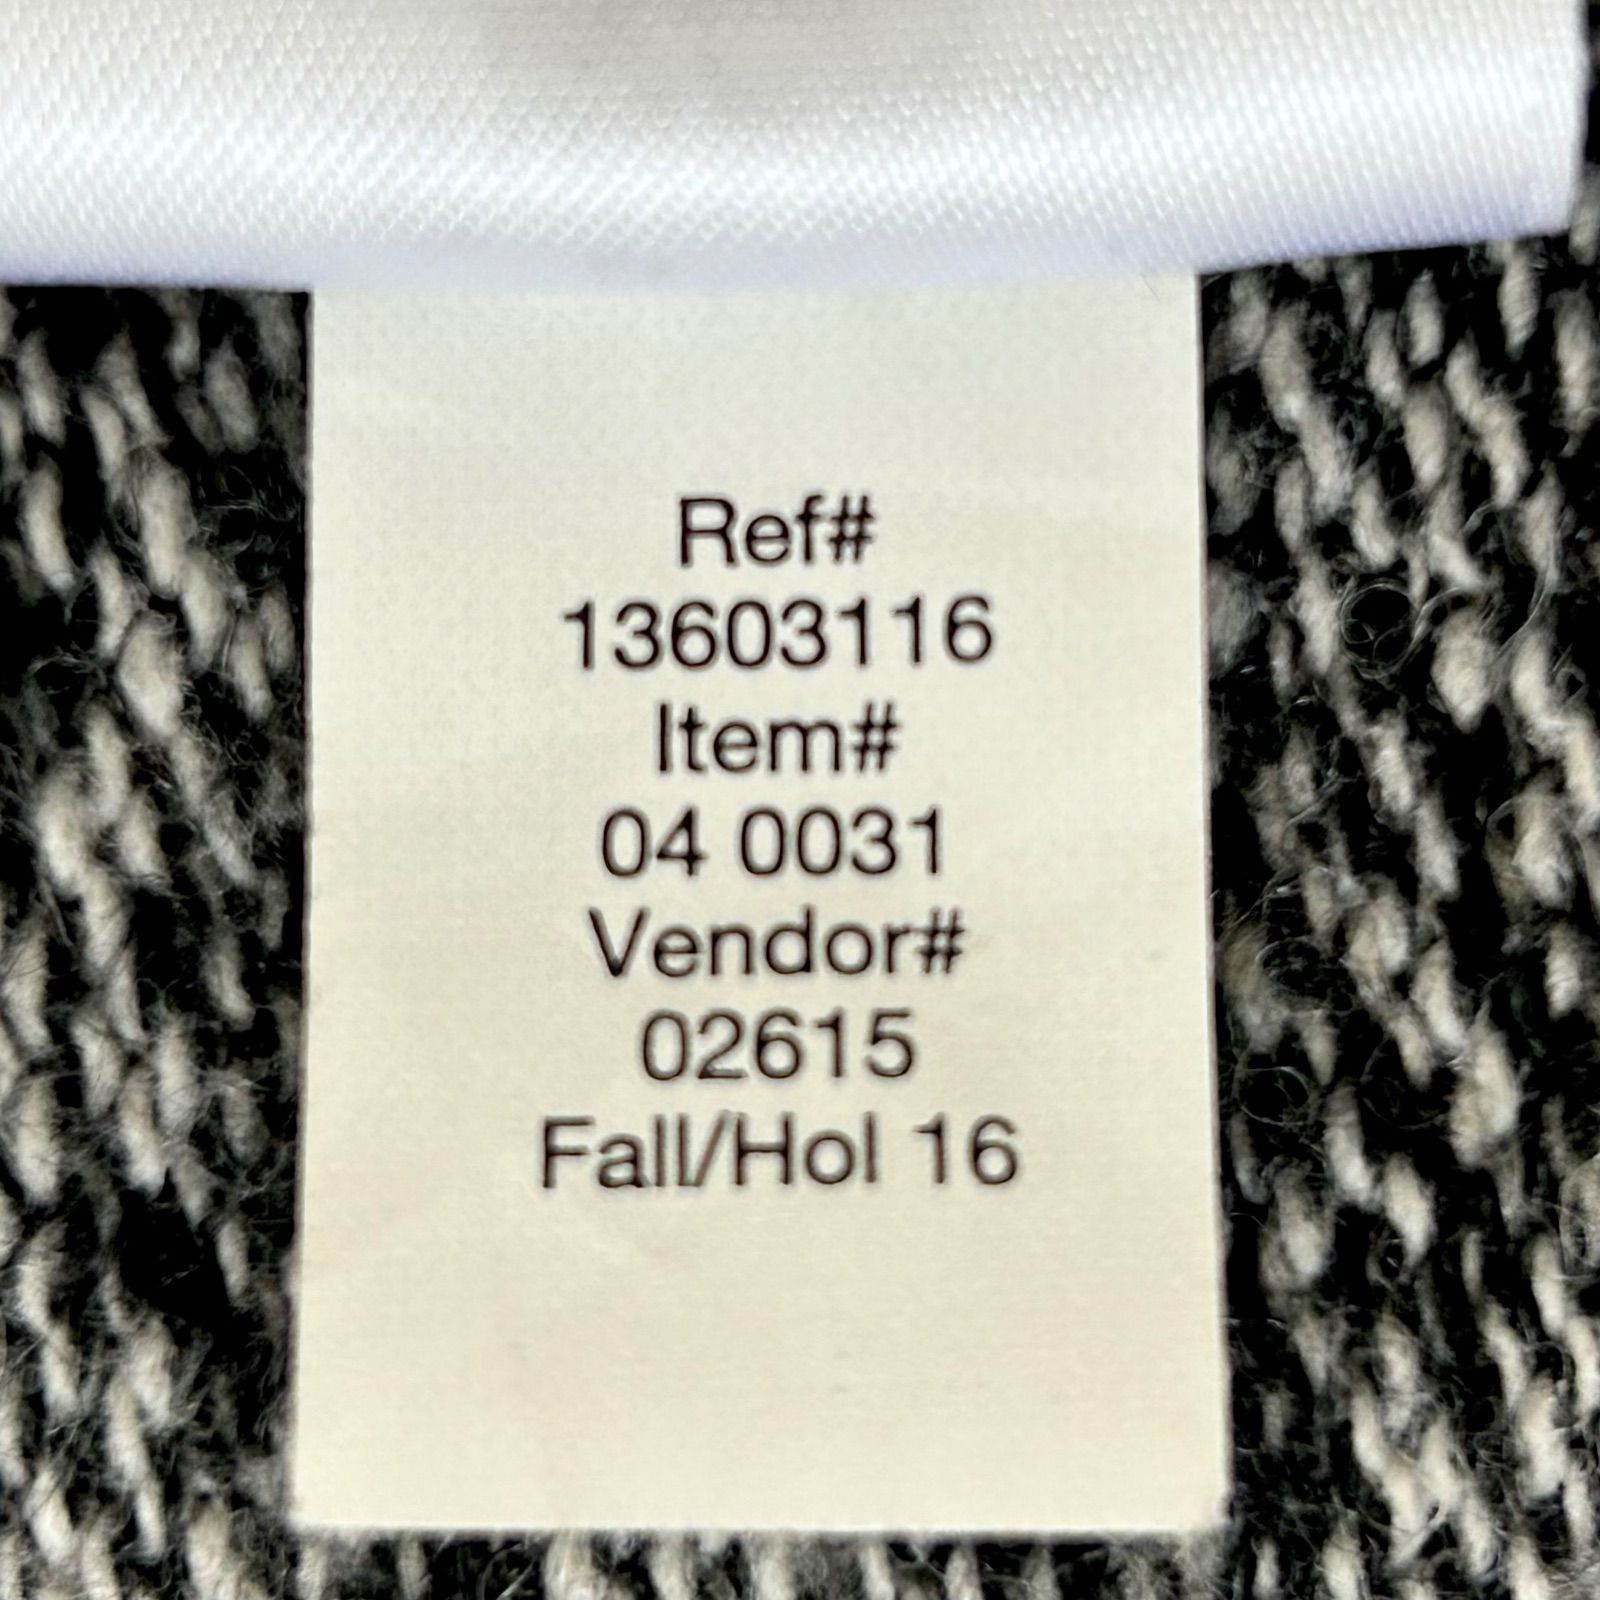 Ref#
13603116
Item#
04 0031
Vendor#
02615
Fall/Hol 16